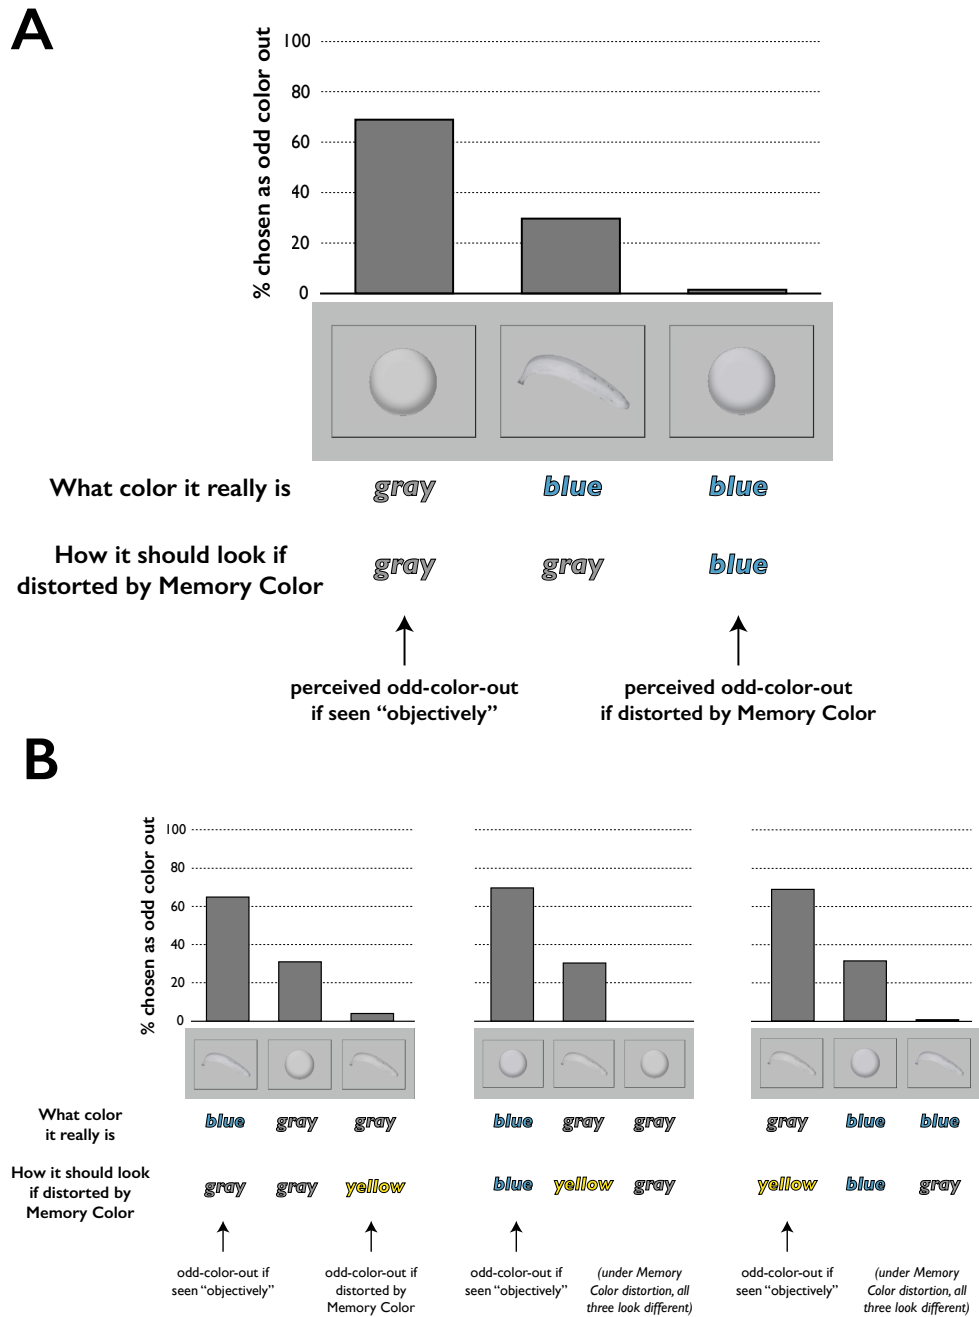 A
% chosen as odd color out
100
80
60
40
20
0
What color it really is
gray blue blue
How it should look if
distorted by Memory Color
gray gray blue
perceived odd-color-out
if seen “objectively”
perceived odd-color-out
if distorted by Memory Color
B
% chosen as odd color out
100
80
60
40
20
0
What color
it really is
blue gray gray
blue gray gray
gray blue blue
How it should look
if distorted by
Memory Color
gray gray yellow
blue yellow gray
yellow blue gray
odd-color-out if
seen “objectively”
odd-color-out if
distorted by
Memory Color
odd-color-out if
seen “objectively”
(under Memory
Color distortion, all
three look different)
odd-color-out if
seen “objectively”
(under Memory
Color distortion, all
three look different)